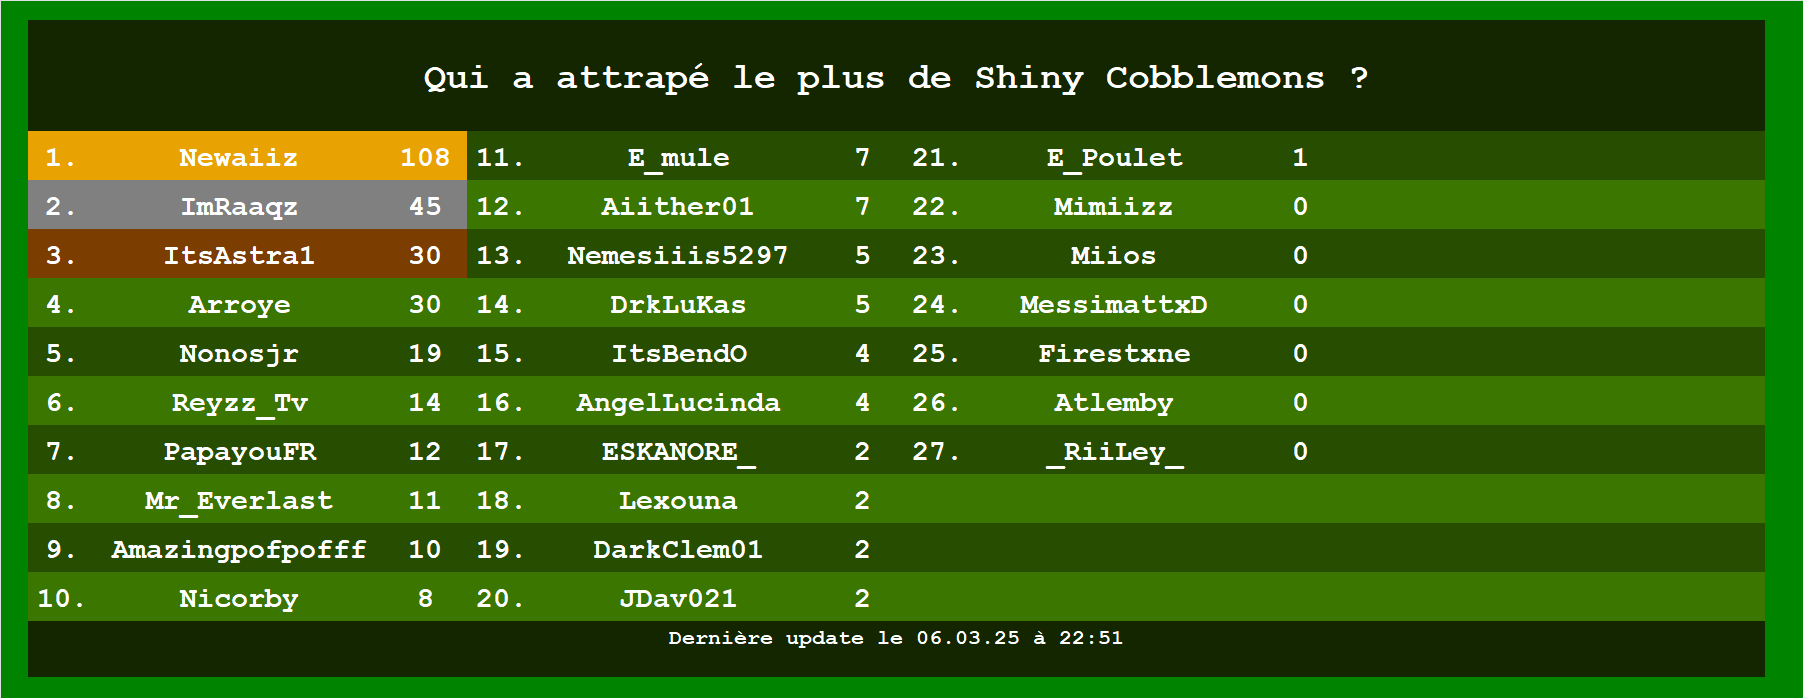 Qui a attrapé le plus de Shiny Cobblemons ?
1. Newaiiz 108 11. E_mule 7 21. E_Poulet 1
2. ImRaaqz 45 12. Aiither01 7 22. Mimiizz 0
3. ItsAstra1 30 13. Nemesiiis5297 5 23. Miios 0
4. Arroye 30 14. DrkLuKas 5 24. MessimattxD 0
5. Nonosjr 19 15. ItsBendO 4 25. Firestxne 0
6. Reyzz_Tv 14 16. AngelLucinda 4 26. Atlemby 0
7. PapayouFR 12 17. ESKANORE_ 2 27. _RiiLey_ 0
8. Mr_Everlast 11 18. Lexouna 2
9. Amazingpofpofff 10 19. DarkClem01 2
10. Nicorby 8 20. JDav021 2
Dernière update le 06.03.25 à 22:51